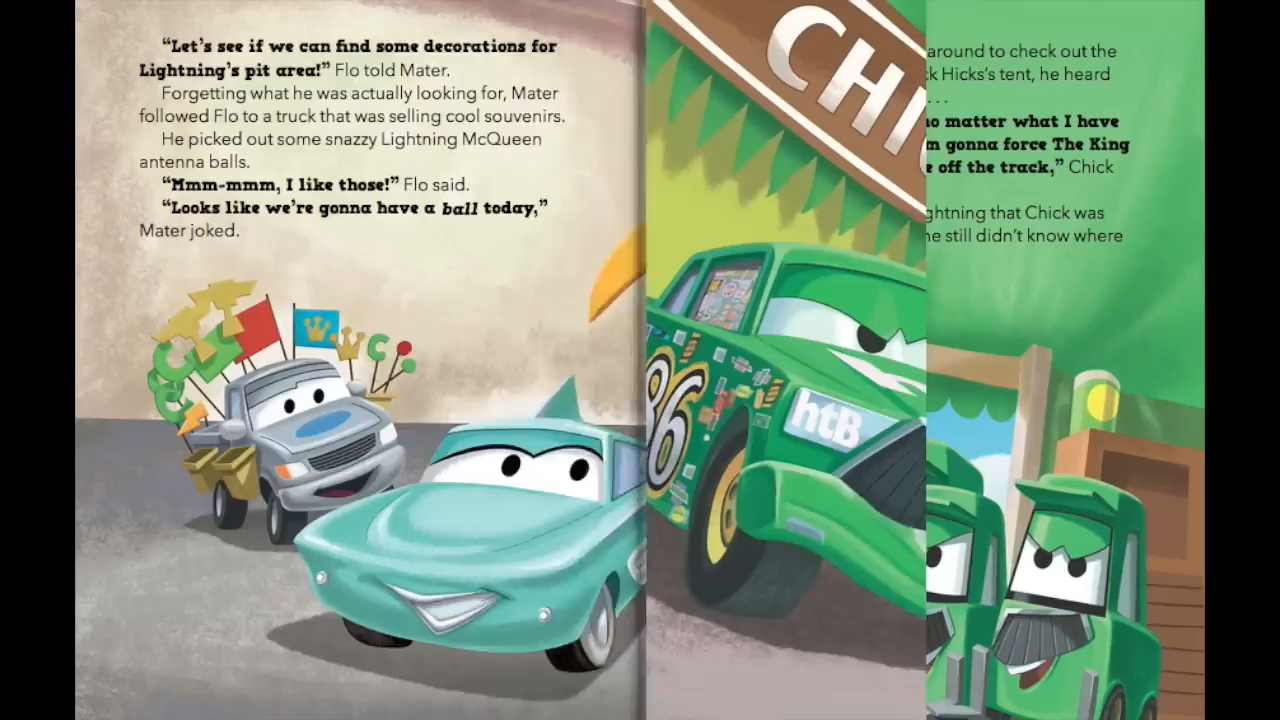 “Let’s see if we can find some decorations for
Lightning’s pit area!” Flo told Mater.
Forgetting what he was actually looking for, Mater
followed Flo to a truck that was selling cool souvenirs.
He picked out some snazzy Lightning McQueen
antenna balls.
“Mmm-mmm, I like those!” Flo said.
“Looks like we’re gonna have a ball today,”
Mater joked.
CHI
86
htB
C
C
around to check out the
Hicks’s tent, he heard
. . .
matter what I have
gonna force The King
off the track,” Chick
that Chick was
still didn’t know where